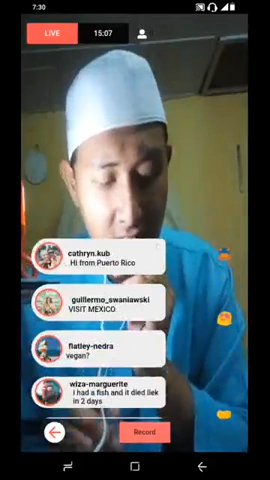 7:30
LIVE 15:07
cathryn.kub
Hi from Puerto Rico
guillermo_swaniawski
VISIT MEXICO
flatley-nedra
vegan?
wiza-marguerite
i had a fish and it died liek
in 2 days
Record